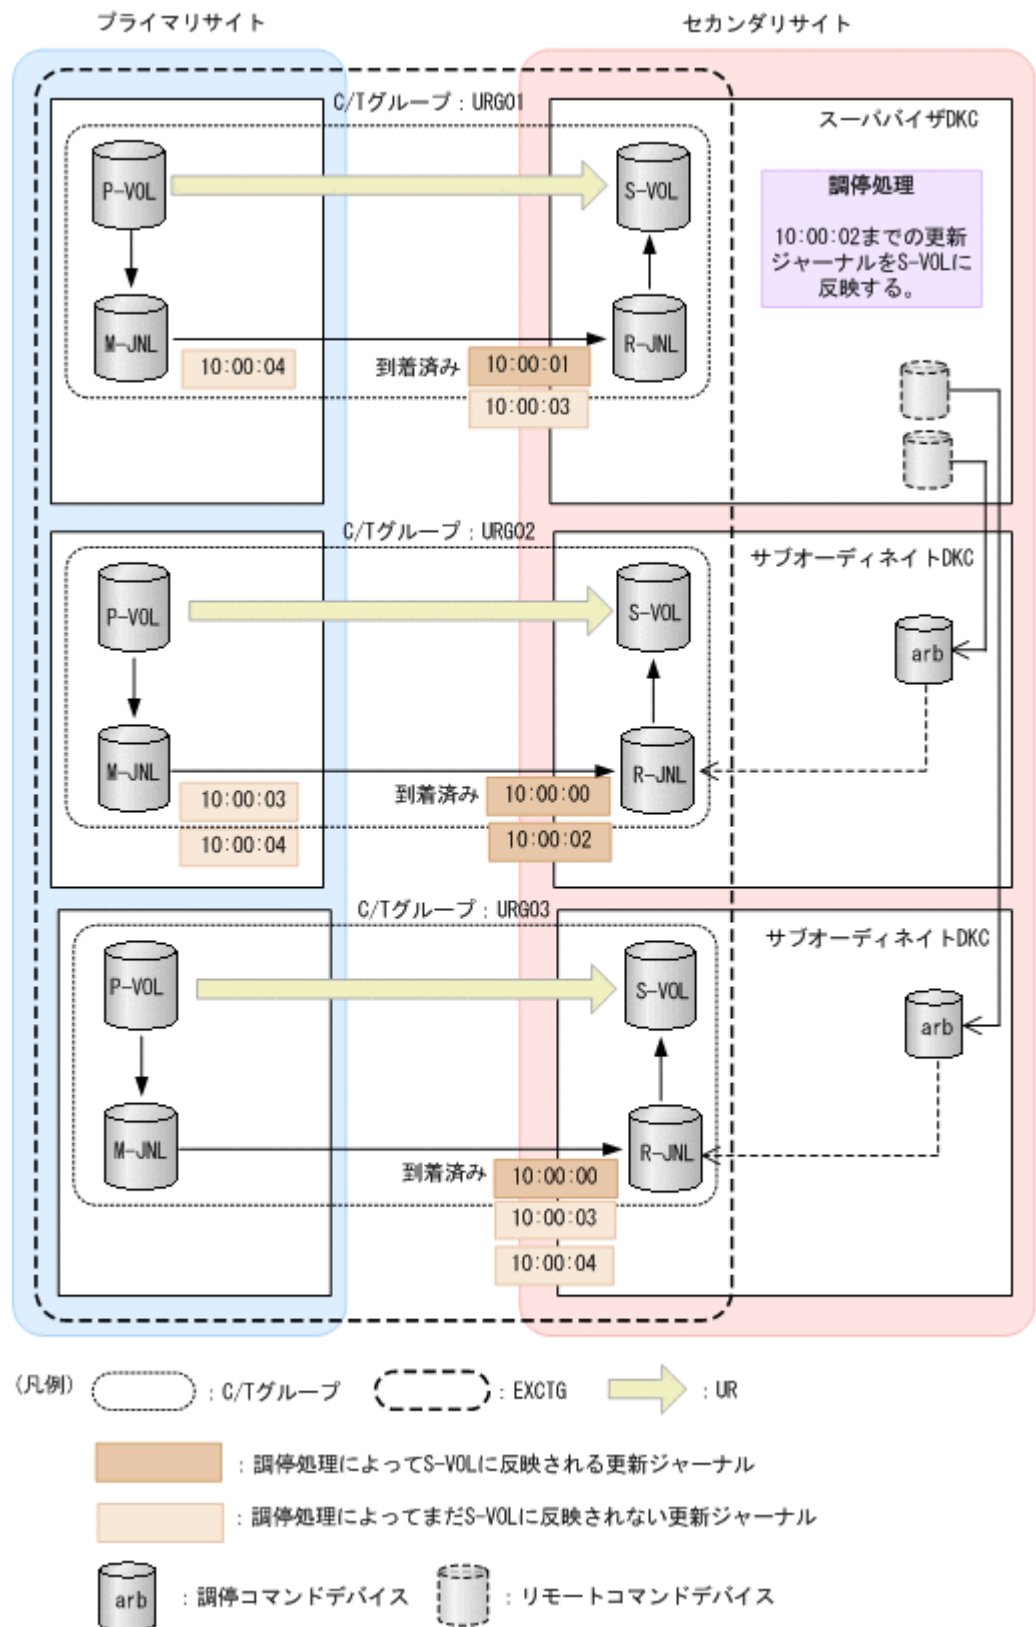 プライマリサイト
セカンダリサイト
C/Tグループ：URG01
スーパバイザDKC
P-VOL
S-VOL
調停処理
10:00:02までの更新
ジャーナルをS-VOLに
反映する。
M-JNL
R-JNL
10:00:04
到着済み
10:00:01
10:00:03
C/Tグループ：URG02
サブオーディネイトDKC
P-VOL
S-VOL
arb
M-JNL
R-JNL
10:00:03
10:00:04
到着済み
10:00:00
10:00:02
C/Tグループ：URG03
サブオーディネイトDKC
P-VOL
S-VOL
arb
M-JNL
R-JNL
到着済み
10:00:00
10:00:03
10:00:04
(凡例)
：C/Tグループ
：EXCTG
：UR
：調停処理によってS-VOLに反映される更新ジャーナル
：調停処理によってまだS-VOLに反映されない更新ジャーナル
arb
：調停コマンドデバイス
：リモートコマンドデバイス